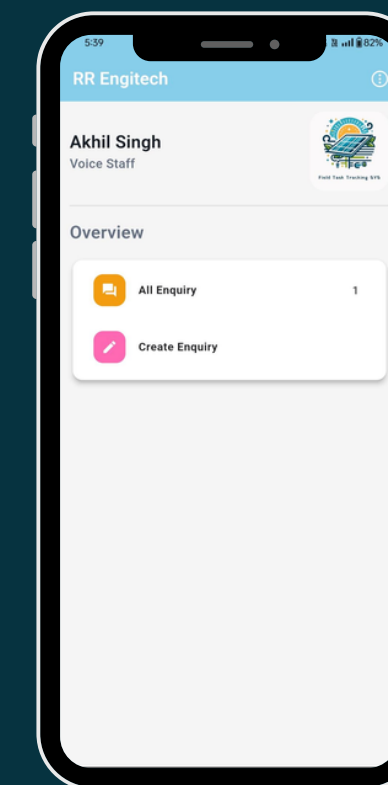 5:39
82%
RR Engitech
Akhil Singh
Voice Staff
Field Task Tracking SYS
Overview
All Enquiry 1
Create Enquiry